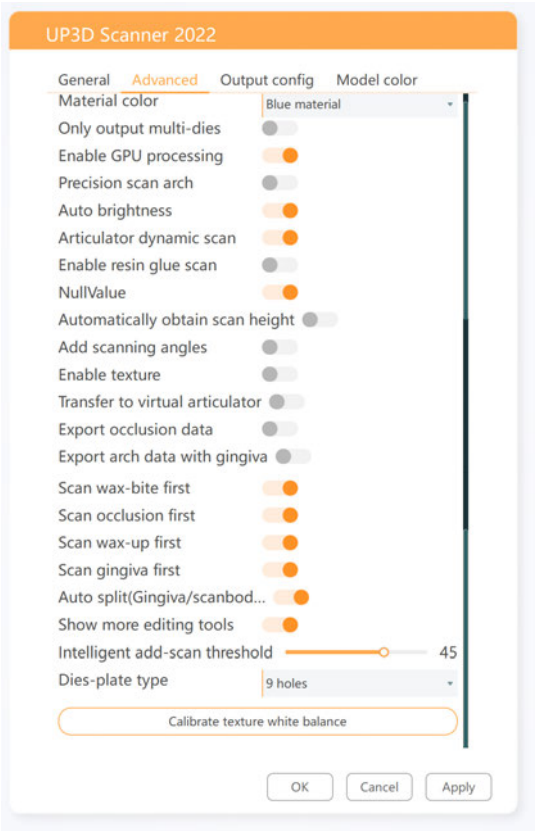 UP3D Scanner 2022
General Advanced Output config Model color
Material color Blue material
Only output multi-dies
Enable GPU processing
Precision scan arch
Auto brightness
Articulator dynamic scan
Enable resin glue scan
NullValue
Automatically obtain scan height
Add scanning angles
Enable texture
Transfer to virtual articulator
Export occlusion data
Export arch data with gingiva
Scan wax-bite first
Scan occlusion first
Scan wax-up first
Scan gingiva first
Auto split(Gingiva/scanbod...
Show more editing tools
Intelligent add-scan threshold 45
Dies-plate type 9 holes
Calibrate texture white balance
OK Cancel Apply